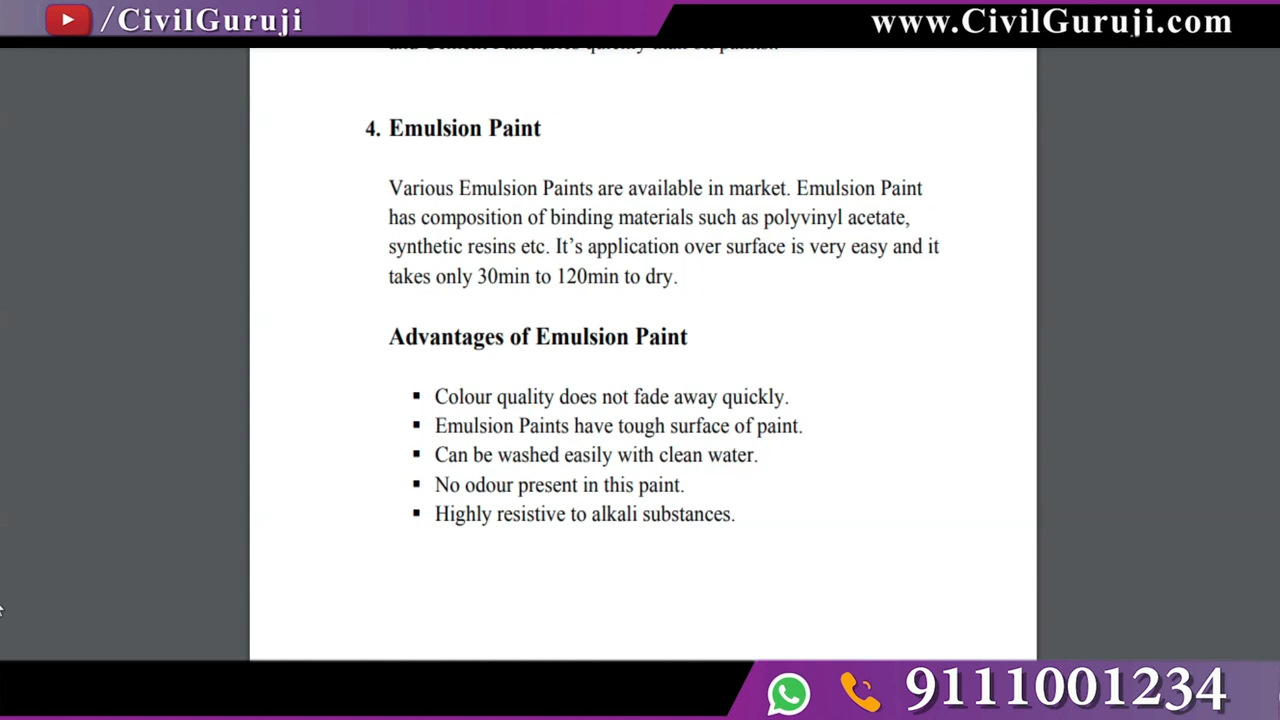 /CivilGuruji
www.CivilGuruji.com
4. Emulsion Paint
Various Emulsion Paints are available in market. Emulsion Paint
has composition of binding materials such as polyvinyl acetate,
synthetic resins etc. It’s application over surface is very easy and it
takes only 30min to 120min to dry.
Advantages of Emulsion Paint
▪ Colour quality does not fade away quickly.
▪ Emulsion Paints have tough surface of paint.
▪ Can be washed easily with clean water.
▪ No odour present in this paint.
▪ Highly resistive to alkali substances.
9111001234